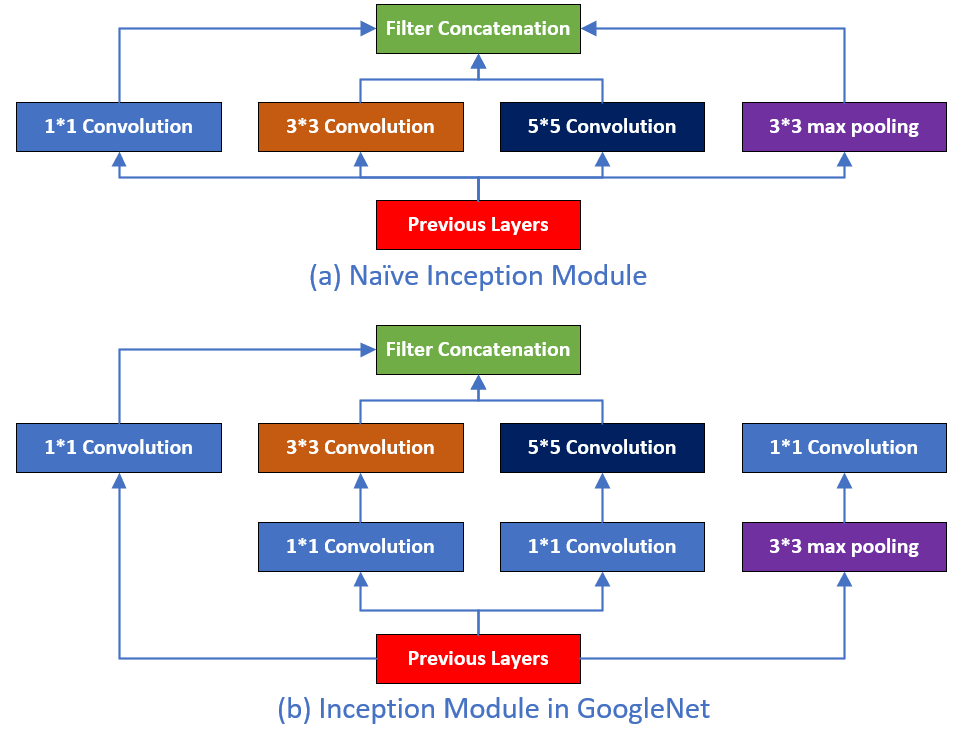 Filter Concatenation
1*1 Convolution
3*3 Convolution
5*5 Convolution
3*3 max pooling
Previous Layers
(a) Naïve Inception Module
Filter Concatenation
1*1 Convolution
3*3 Convolution
5*5 Convolution
1*1 Convolution
1*1 Convolution
1*1 Convolution
3*3 max pooling
Previous Layers
(b) Inception Module in GoogleNet